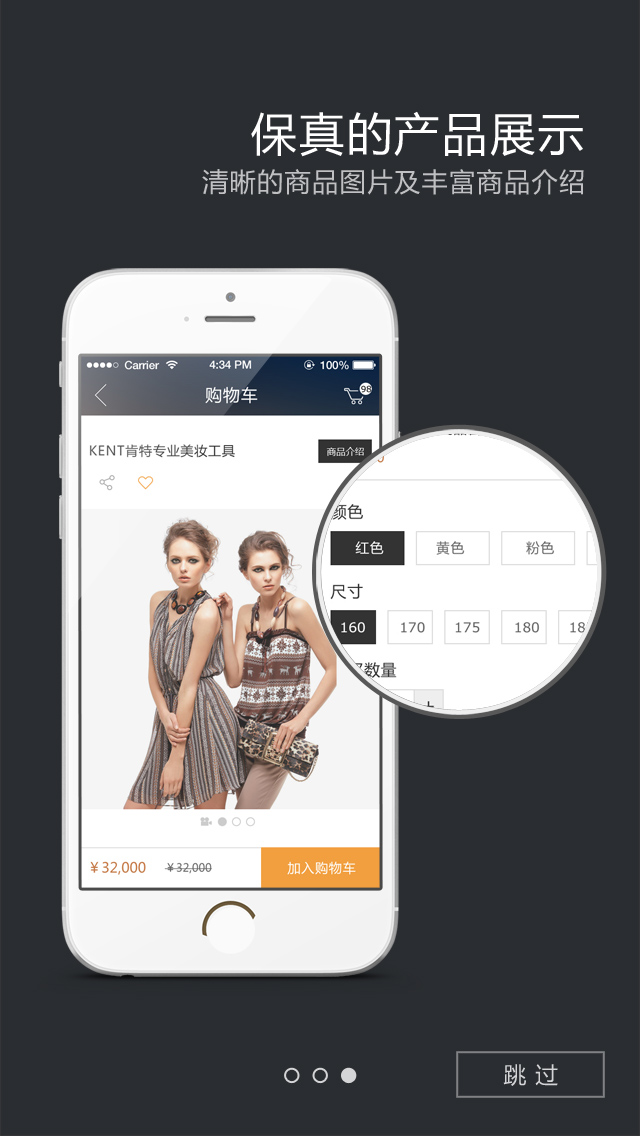 保真的产品展示
清晰的商品图片及丰富商品介绍
Carrier 4:34 PM 100%
购物车 98
KENT肯特专业美妆工具 商品介绍
颜色
红色 黄色 粉色
尺寸
160 170 175 180 18
数量
¥32,000 ¥32,000 加入购物车
跳过